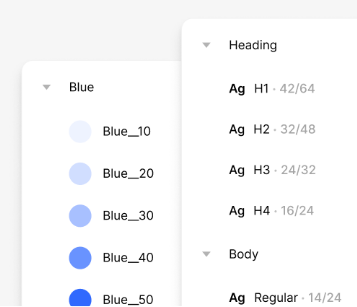 Blue
Blue__10
Blue__20
Blue__30
Blue__40
Blue__50
Heading
Ag H1 · 42/64
Ag H2 · 32/48
Ag H3 · 24/32
Ag H4 · 16/24
Body
Ag Regular · 14/24